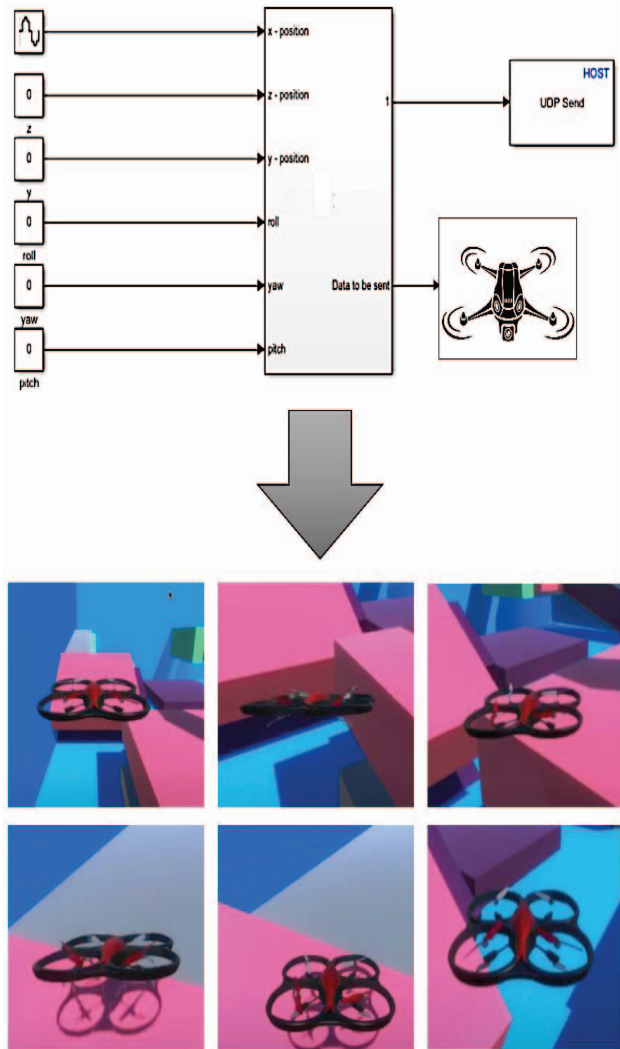 x - position
HOST
UDP Send
0
z - position
1
z
0
y - position
y
0
roll
roll
0
yaw
Data to be sent
yaw
0
pitch
pitch